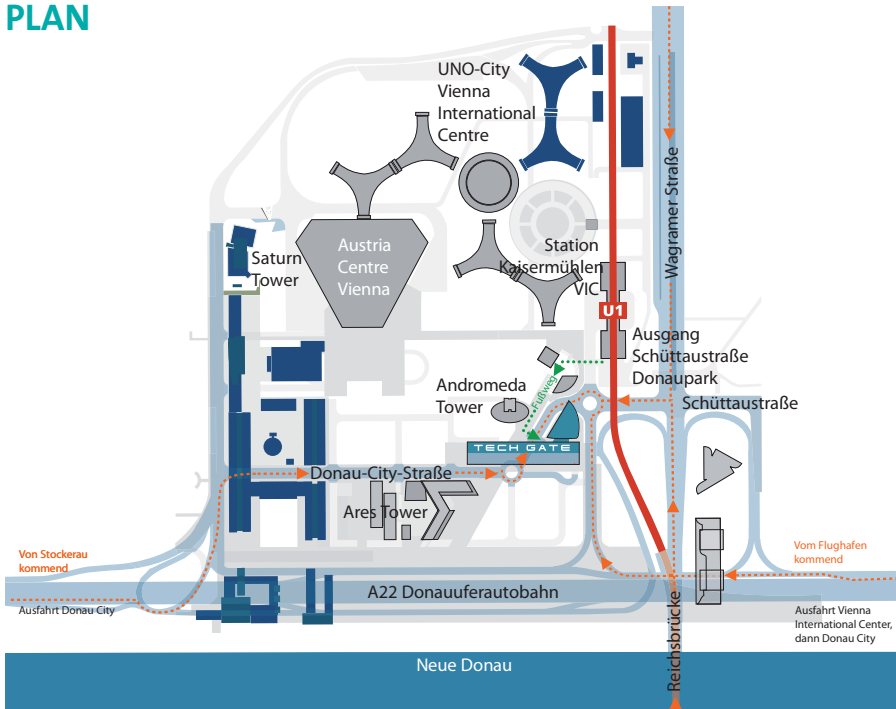 PLAN
UNO-City
Vienna
International
Centre
Wagramer Straße
Austria
Centre
Vienna
Saturn
Tower
Station
Kaisermühlen
VIC
U1
Ausgang
Schüttaustraße
Donaupark
Fußweg
Andromeda
Tower
Schüttaustraße
TECH GATE
Donau-City-Straße
Ares Tower
Von Stockerau
kommend
Vom Flughafen
kommend
A22 Donauuferautobahn
Ausfahrt Donau City
Ausfahrt Vienna
International Center,
dann Donau City
Reichsbrücke
Neue Donau